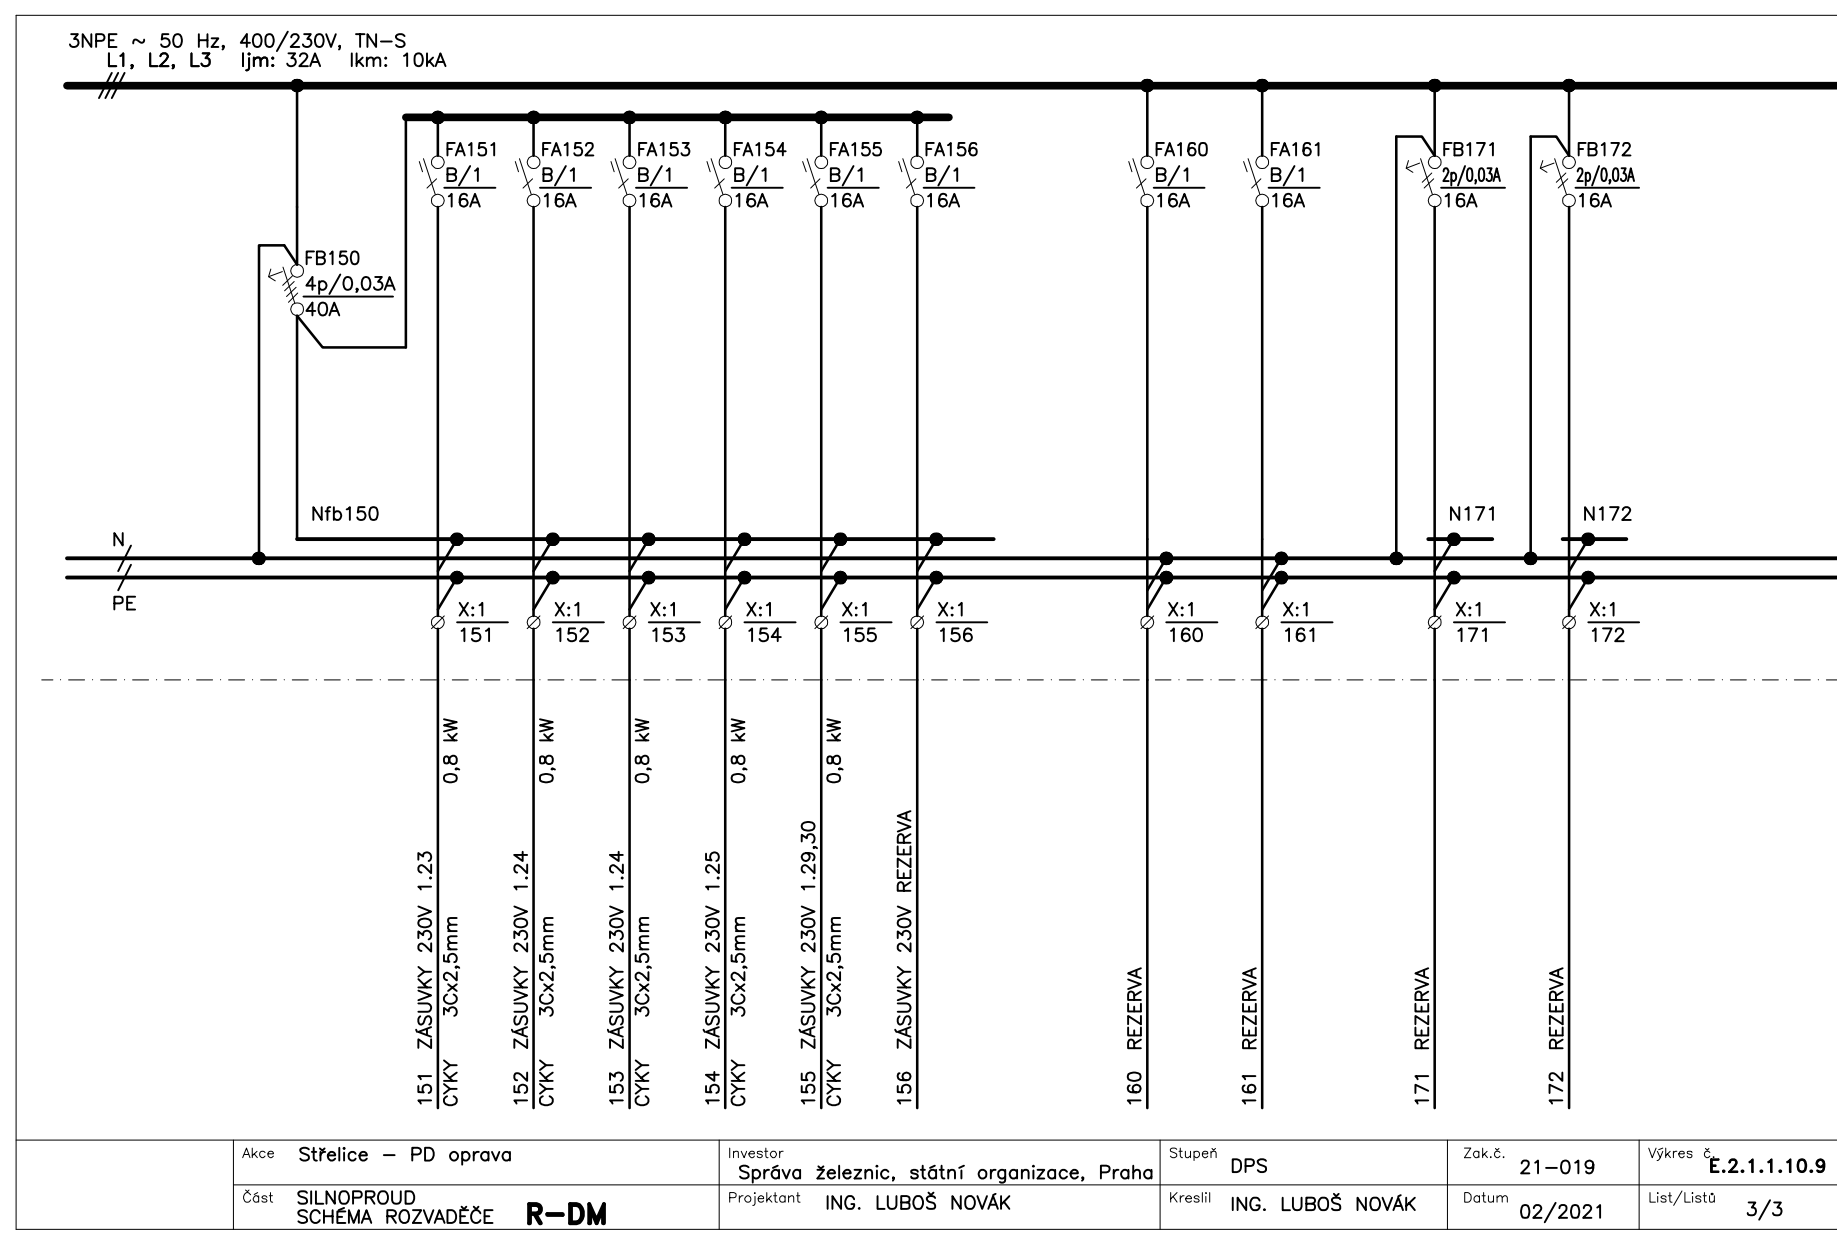 3NPE ~ 50 Hz, 400/230V, TN-S
L1, L2, L3 Ijm: 32A Ikm: 10kA
FA151
B/1
16A
FA152
B/1
16A
FA153
B/1
16A
FA154
B/1
16A
FA155
B/1
16A
FA156
B/1
16A
FA160
B/1
16A
FA161
B/1
16A
FB171
2p/0,03A
16A
FB172
2p/0,03A
16A
FB150
4p/0,03A
40A
Nfb150
N171
N172
N
PE
X:1
151
X:1
152
X:1
153
X:1
154
X:1
155
X:1
156
X:1
160
X:1
161
X:1
171
X:1
172
151 ZÁSUVKY 230V 1.23
CYKY 3Cx2,5mm 0,8 kW
152 ZÁSUVKY 230V 1.24
CYKY 3Cx2,5mm 0,8 kW
153 ZÁSUVKY 230V 1.24
CYKY 3Cx2,5mm 0,8 kW
154 ZÁSUVKY 230V 1.25
CYKY 3Cx2,5mm 0,8 kW
155 ZÁSUVKY 230V 1.29,30
CYKY 3Cx2,5mm 0,8 kW
156 ZÁSUVKY 230V REZERVA
160 REZERVA
161 REZERVA
171 REZERVA
172 REZERVA
Akce Střelice - PD oprava
Investor
Správa železnic, státní organizace, Praha
Stupeň DPS
Zak.č. 21-019
Výkres č. E.2.1.1.10.9
Část SILNOPROUD
SCHÉMA ROZVADĚČE R-DM
Projektant ING. LUBOŠ NOVÁK
Kreslil ING. LUBOŠ NOVÁK
Datum 02/2021
List/Listů 3/3